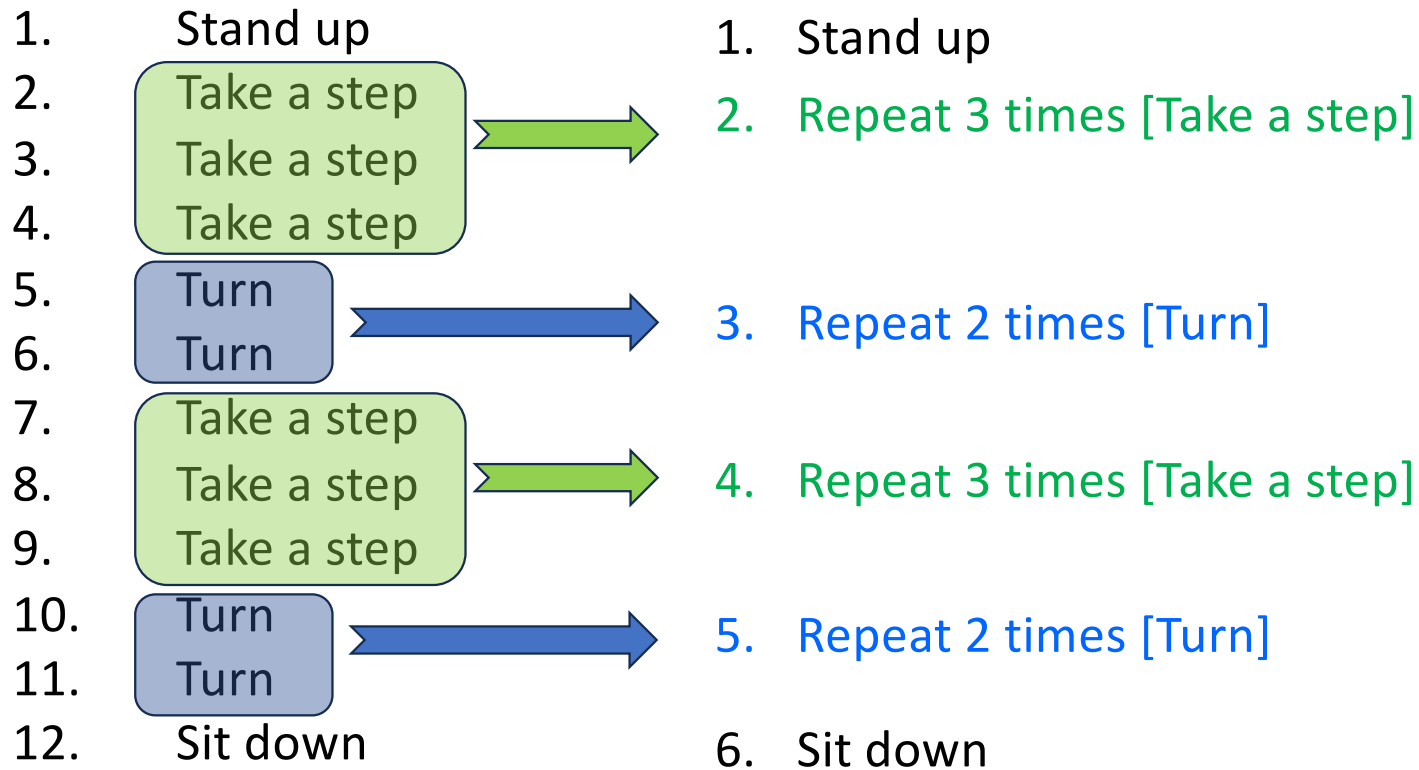 1. Stand up
2. Take a step
3. Take a step
4. Take a step
5. Turn
6. Turn
7. Take a step
8. Take a step
9. Take a step
10. Turn
11. Turn
12. Sit down
1. Stand up
2. Repeat 3 times [Take a step]
3. Repeat 2 times [Turn]
4. Repeat 3 times [Take a step]
5. Repeat 2 times [Turn]
6. Sit down